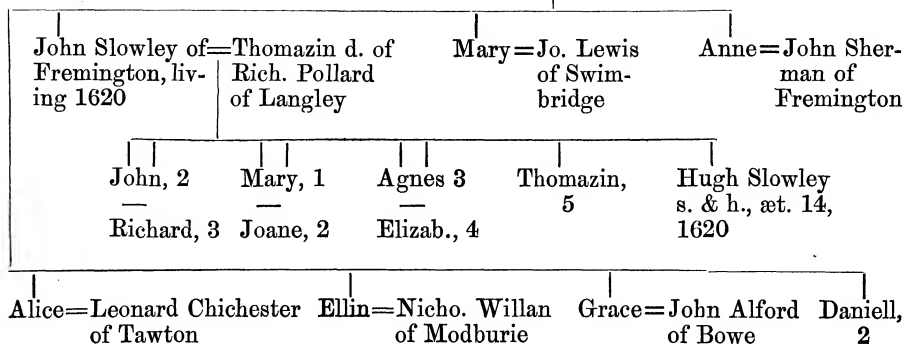 John Slowley of=Thomazin d. of Mary=Jo. Lewis Anne=John Sher-
Fremington, liv- Rich. Pollard of Swim- man of
ing 1620 of Langley bridge Fremington
John, 2 Mary, 1 Agnes 3 Thomazin, Hugh Slowley
— — — 5 s. & h., æt. 14,
Richard, 3 Joane, 2 Elizab., 4 1620
Alice=Leonard Chichester Ellin=Nicho. Willan Grace=John Alford Daniell,
of Tawton of Modburie of Bowe 2